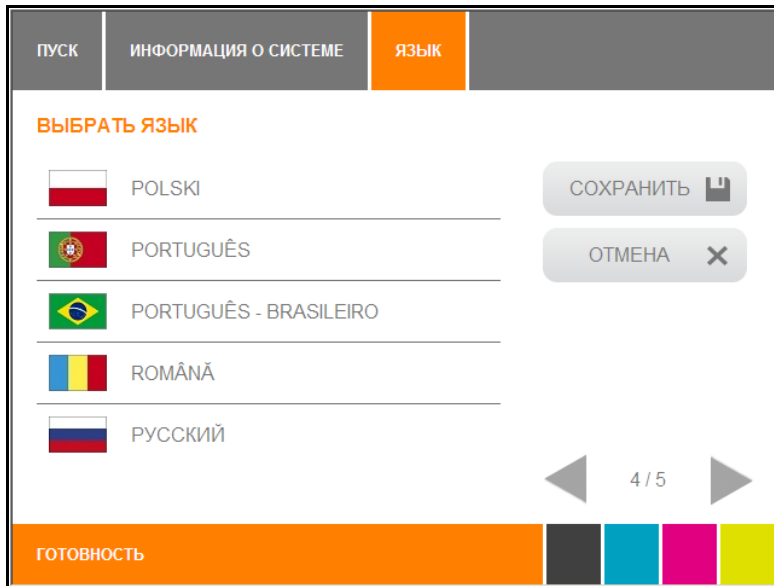 ПУСК ИНФОРМАЦИЯ О СИСТЕМЕ ЯЗЫК
ВЫБРАТЬ ЯЗЫК
POLSKI
PORTUGUÊS
PORTUGUÊS - BRASILEIRO
ROMÂNĂ
РУССКИЙ
СОХРАНИТЬ
ОТМЕНА
4 / 5
ГОТОВНОСТЬ